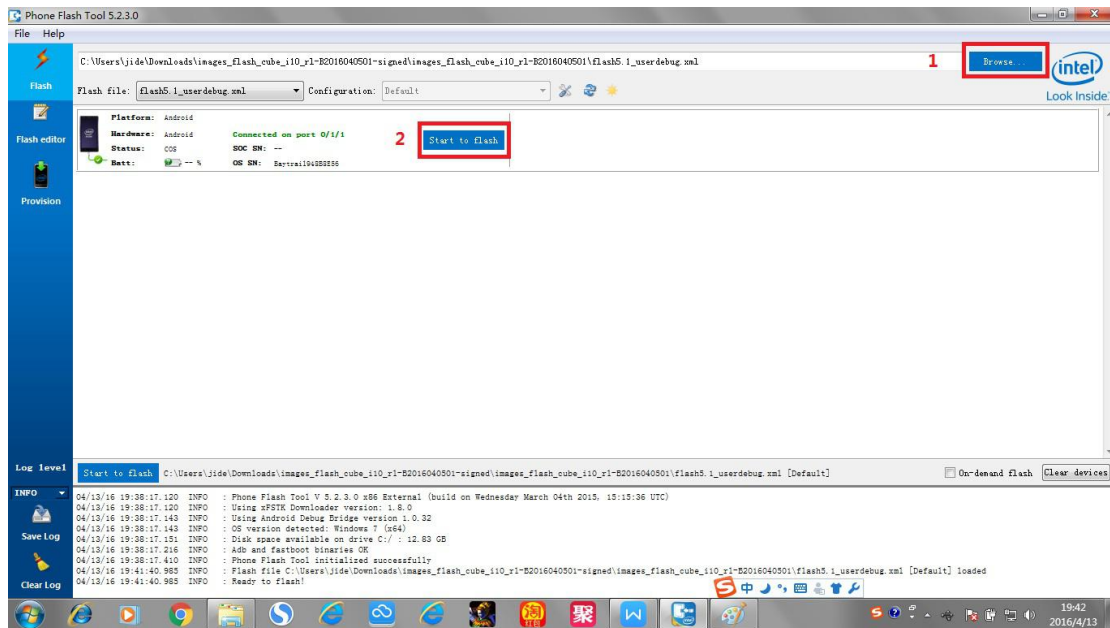 Phone Flash Tool 5.2.3.0
File Help
C:\Users\jide\Downloads\images_flash_cube_i10_r1-B2016040501-signed\images_flash_cube_i10_r1-B2016040501\flash5.1_userdebug.xml
1
Browse...
intel
Look Inside.
Flash
Flash file: flash5.1_userdebug.xml Configuration: Default
Flash editor
Provision
Platform: Android
Hardware: Android Connected on port 0/1/1
Status: COS SOC SN: --
Batt: -- % OS SN:
2
Start to flash
Log level
Start to flash C:\Users\jide\Downloads\images_flash_cube_i10_r1-B2016040501-signed\images_flash_cube_i10_r1-B2016040501\flash5.1_userdebug.xml [Default]
On-demand flash Clear devices
INFO
Save Log
Clear Log
04/13/16 19:38:17.120 INFO : Phone Flash Tool V 5.2.3.0 x86 External (build on Wednesday March 04th 2015, 15:15:36 UTC)
04/13/16 19:38:17.120 INFO : Using xFSTK Downloader version: 1.8.0
04/13/16 19:38:17.143 INFO : Using Android Debug Bridge version 1.0.32
04/13/16 19:38:17.143 INFO : OS version detected: Windows 7 (x64)
04/13/16 19:38:17.151 INFO : Disk space available on drive C:/ : 12.83 GB
04/13/16 19:38:17.216 INFO : Adb and fastboot binaries OK
04/13/16 19:38:17.410 INFO : Phone Flash Tool initialized successfully
04/13/16 19:41:40.985 INFO : Flash file C:\Users\jide\Downloads\images_flash_cube_i10_r1-B2016040501-signed\images_flash_cube_i10_r1-B2016040501\flash5.1_userdebug.xml [Default] loaded
04/13/16 19:41:40.985 INFO : Ready to flash!
中
淘
聚
19:42
2016/4/13